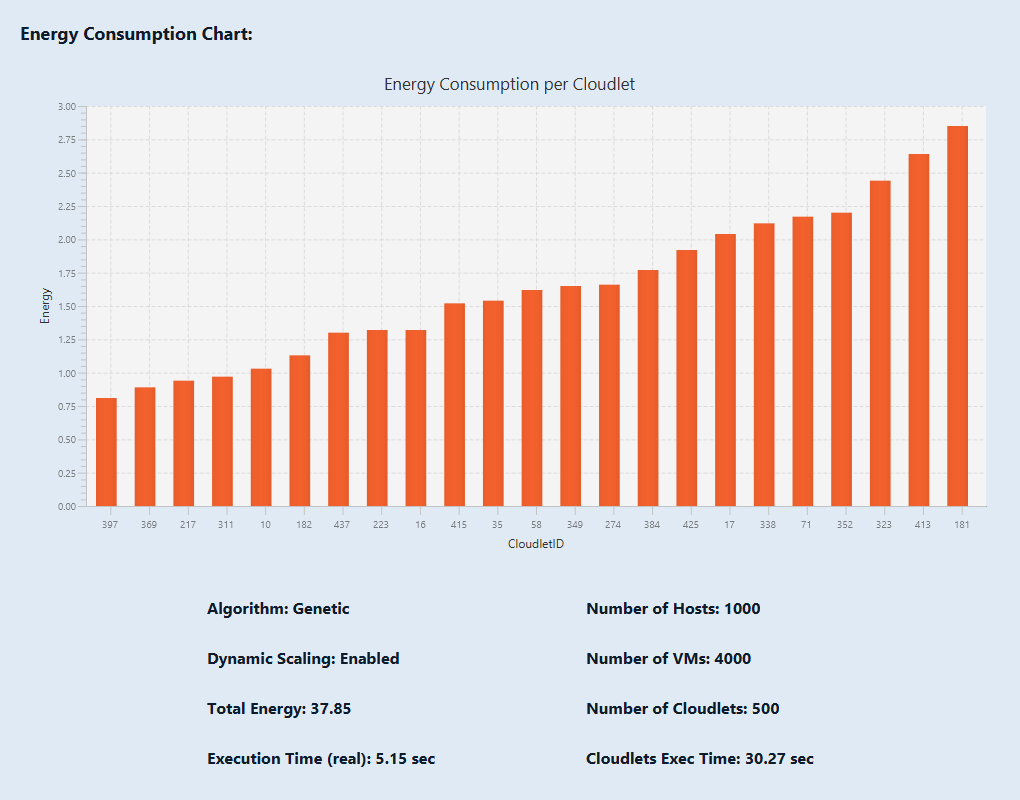 Energy Consumption Chart:
Energy Consumption per Cloudlet
3.00
2.75
2.50
2.25
2.00
1.75
1.50
1.25
1.00
0.75
0.50
0.25
0.00
Energy
397 369 217 311 10 182 437 223 16 415 35 58 349 274 384 425 17 338 71 352 323 413 181
CloudletID
Algorithm: Genetic
Number of Hosts: 1000
Dynamic Scaling: Enabled
Number of VMs: 4000
Total Energy: 37.85
Number of Cloudlets: 500
Execution Time (real): 5.15 sec
Cloudlets Exec Time: 30.27 sec